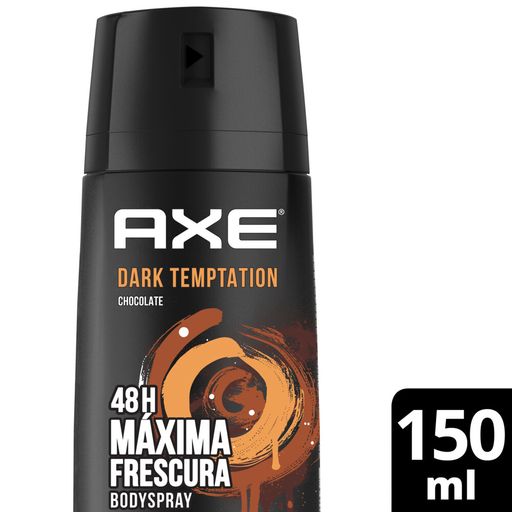 AXE®
DARK TEMPTATION
CHOCOLATE
48H
MÁXIMA
FRESCURA
BODYSPRAY
150
ml